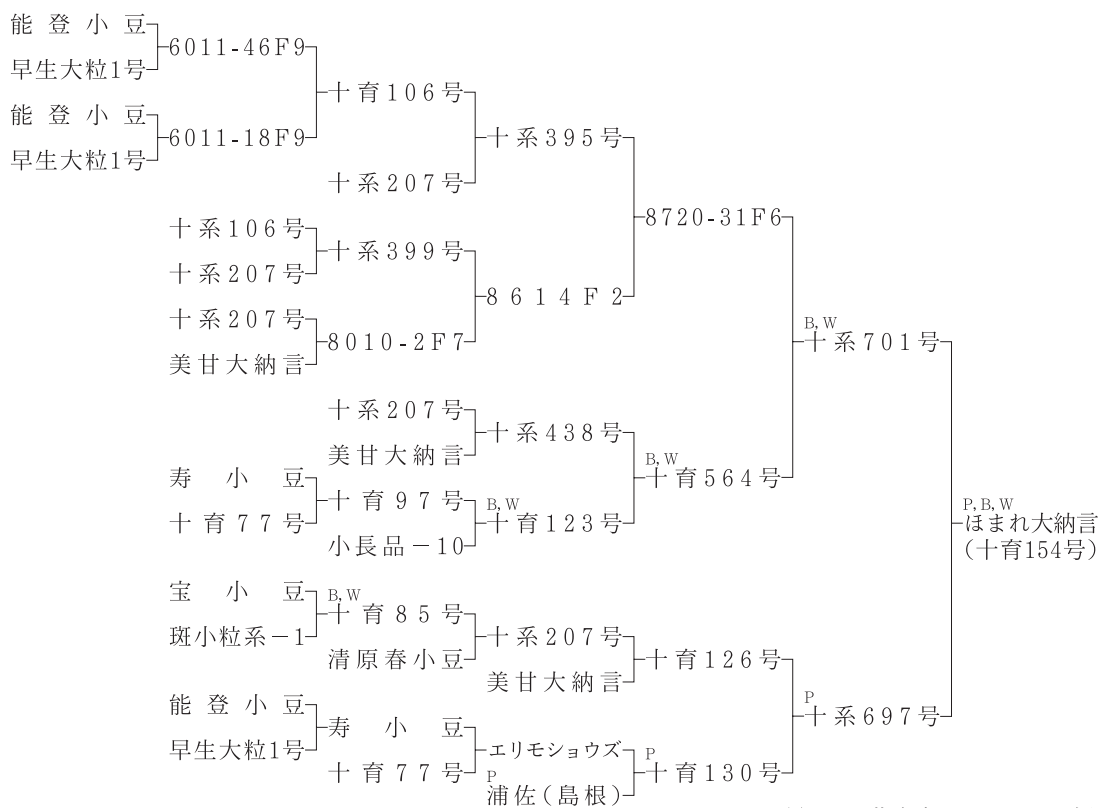 能登小豆
6011-46F9
早生大粒1号
十育106号
能登小豆
6011-18F9
早生大粒1号
十系395号
十系207号
8720-31F6
十系106号
十系399号
十系207号
8614F2
十系207号
8010-2F7
美甘大納言
B, W
十系701号
十系207号
十系438号
美甘大納言
B, W
十育564号
寿小豆
十育97号
十育77号
B, W
十育123号
小長品-10
P, B, W
ほまれ大納言
(十育154号)
宝小豆
B, W
十育85号
斑小粒系-1
十系207号
清原春小豆
十育126号
美甘大納言
P
十系697号
能登小豆
寿小豆
早生大粒1号
エリモショウズ
十育77号
P
十育130号
P
浦佐(島根)